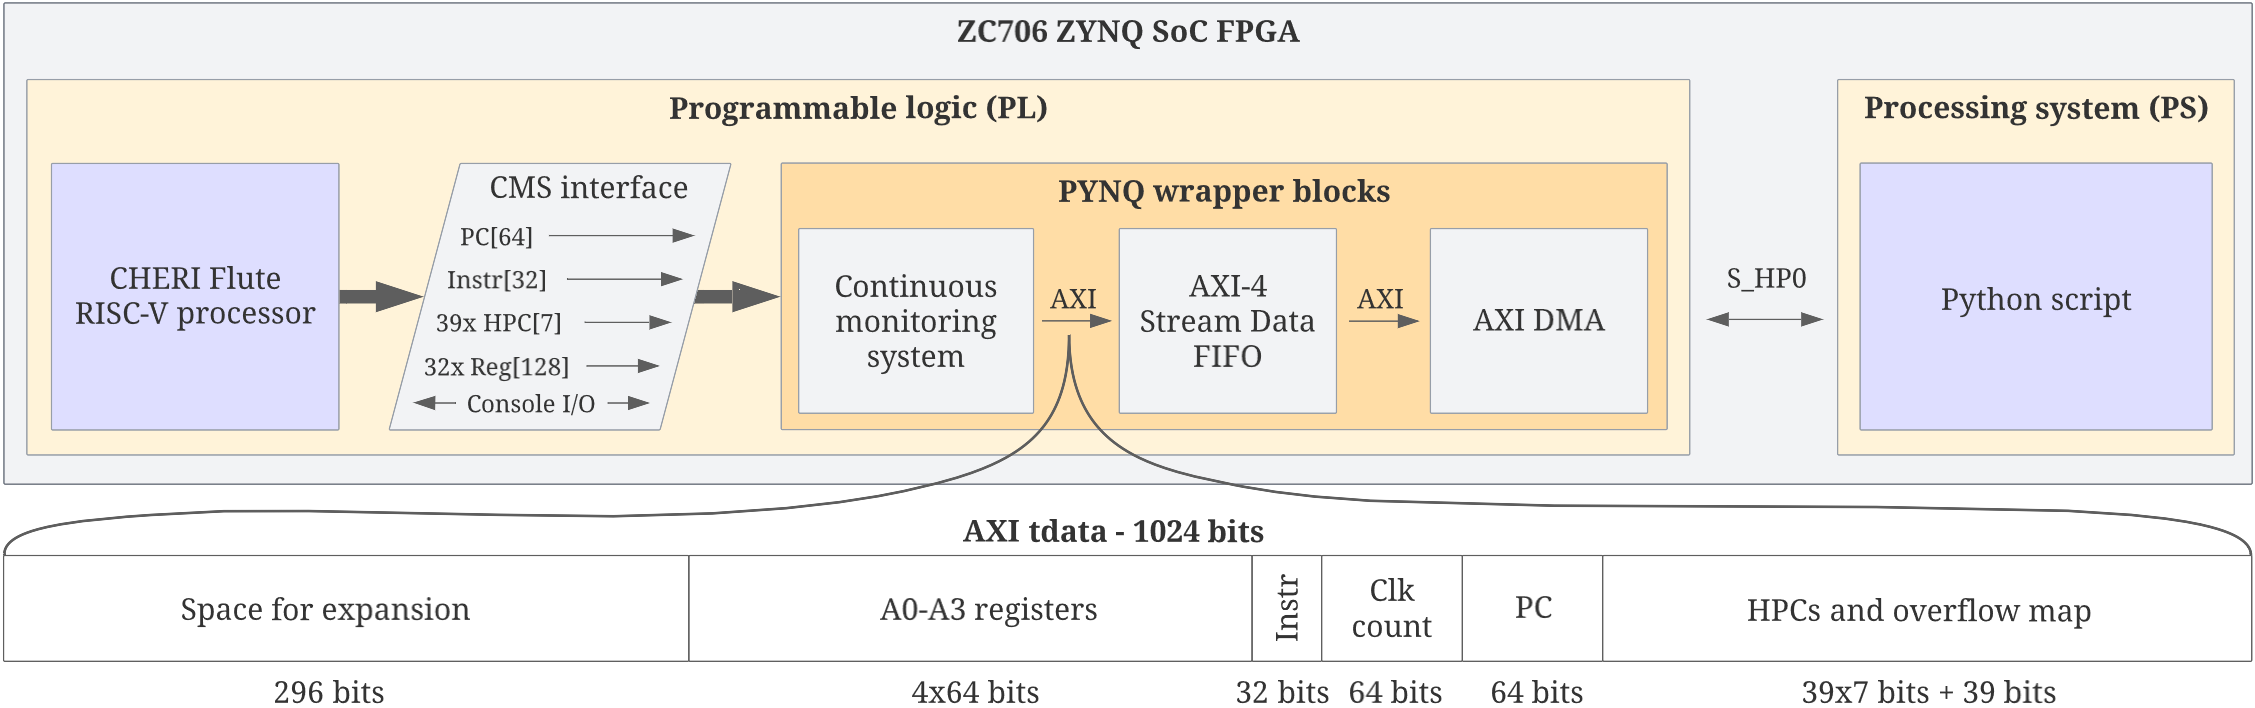 ZC706 ZYNQ SoC FPGA
Programmable logic (PL)
Processing system (PS)
CHERI Flute
RISC-V processor
CMS interface
PC[64]
Instr[32]
39x HPC[7]
32x Reg[128]
Console I/O
PYNQ wrapper blocks
Continuous
monitoring
system
AXI
AXI-4
Stream Data
FIFO
AXI
AXI DMA
S_HP0
Python script
AXI tdata - 1024 bits
Space for expansion
A0-A3 registers
Instr
Clk
count
PC
HPCs and overflow map
296 bits
4x64 bits
32 bits
64 bits
64 bits
39x7 bits + 39 bits